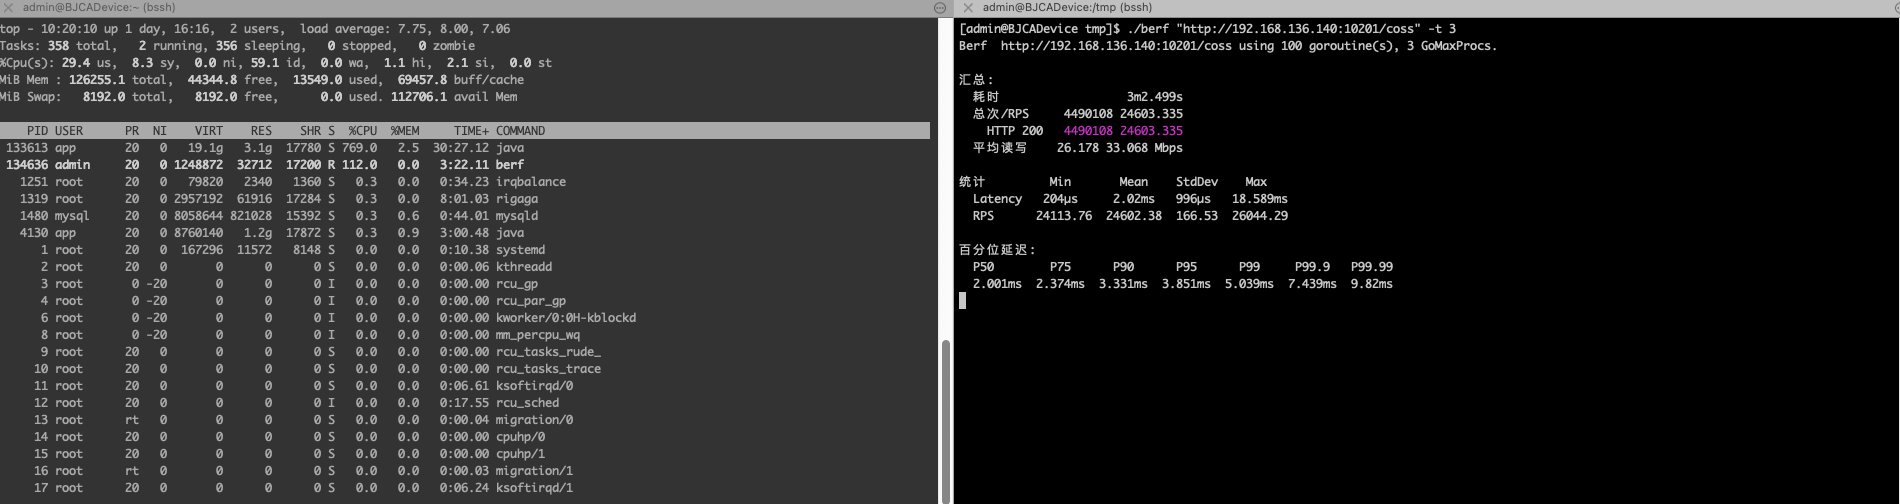 admin@BJCADevice:~ (bssh)
top - 10:20:10 up 1 day, 16:16,  2 users,  load average: 7.75, 8.00, 7.06
Tasks: 358 total,   2 running, 356 sleeping,   0 stopped,   0 zombie
%Cpu(s): 29.4 us,  8.3 sy,  0.0 ni, 59.1 id,  0.0 wa,  1.1 hi,  2.1 si,  0.0 st
MiB Mem : 126255.1 total,  44344.8 free,  13549.0 used,  69457.8 buff/cache
MiB Swap:   8192.0 total,   8192.0 free,      0.0 used. 112706.1 avail Mem
PID USER      PR  NI    VIRT    RES    SHR S  %CPU  %MEM     TIME+ COMMAND
133613 app       20   0   19.1g   3.1g  17780 S 769.0   2.5  30:27.12 java
134636 admin     20   0 1248872  32712  17200 R 112.0   0.0   3:22.11 berf
1251 root      20   0   79820   2340   1360 S   0.3   0.0   0:34.23 irqbalance
1319 root      20   0 2957192  61916  17284 S   0.3   0.0   8:01.03 rigaga
1480 mysql     20   0 8058644 821028  15392 S   0.3   0.6   0:44.01 mysqld
4130 app       20   0 8760140   1.2g  17872 S   0.3   0.9   3:00.48 java
1 root      20   0  167296  11572   8148 S   0.0   0.0   0:10.38 systemd
2 root      20   0       0      0      0 S   0.0   0.0   0:00.06 kthreadd
3 root       0 -20       0      0      0 I   0.0   0.0   0:00.00 rcu_gp
4 root       0 -20       0      0      0 I   0.0   0.0   0:00.00 rcu_par_gp
6 root       0 -20       0      0      0 I   0.0   0.0   0:00.00 kworker/0:0H-kblockd
8 root       0 -20       0      0      0 I   0.0   0.0   0:00.00 mm_percpu_wq
9 root      20   0       0      0      0 S   0.0   0.0   0:00.00 rcu_tasks_rude_
10 root      20   0       0      0      0 S   0.0   0.0   0:00.00 rcu_tasks_trace
11 root      20   0       0      0      0 S   0.0   0.0   0:06.61 ksoftirqd/0
12 root      20   0       0      0      0 I   0.0   0.0   0:17.55 rcu_sched
13 root      rt   0       0      0      0 S   0.0   0.0   0:00.04 migration/0
14 root      20   0       0      0      0 S   0.0   0.0   0:00.00 cpuhp/0
15 root      20   0       0      0      0 S   0.0   0.0   0:00.00 cpuhp/1
16 root      rt   0       0      0      0 S   0.0   0.0   0:00.03 migration/1
17 root      20   0       0      0      0 S   0.0   0.0   0:06.24 ksoftirqd/1
admin@BJCADevice:/tmp (bssh)
[admin@BJCADevice tmp]$ ./berf "http://192.168.136.140:10201/coss" -t 3
Berf  http://192.168.136.140:10201/coss using 100 goroutine(s), 3 GoMaxProcs.
汇总:
耗时                3m2.499s
总次/RPS     4490108 24603.335
HTTP 200   4490108 24603.335
平均读写    26.178 33.068 Mbps
统计         Min       Mean    StdDev    Max
Latency   204µs     2.02ms   996µs   18.589ms
RPS     24113.76  24602.38  166.53  26044.29
百分位延迟:
P50       P75      P90      P95      P99     P99.9   P99.99
2.001ms  2.374ms  3.331ms  3.851ms  5.039ms  7.439ms  9.82ms